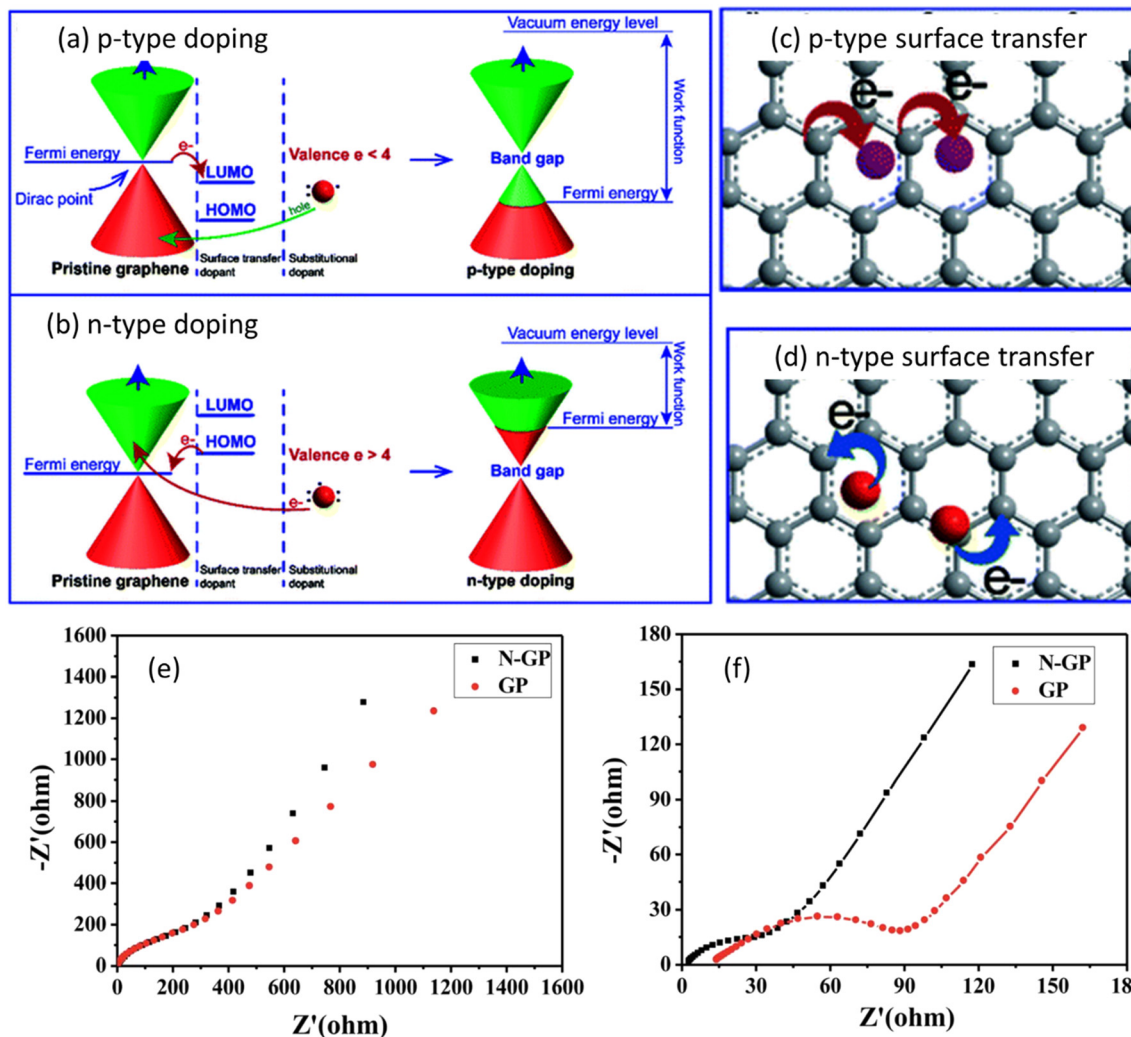 (a) p-type doping
Vacuum energy level
Work function
Fermi energy
e-
LUMO
Valence e < 4
Band gap
Dirac point
HOMO
hole
Fermi energy
Pristine graphene
Surface transfer
dopant
Substitutional
dopant
p-type doping
(b) n-type doping
Vacuum energy level
Work function
LUMO
Fermi energy
e-
HOMO
Fermi energy
Valence e > 4
Band gap
e-
Pristine graphene
Surface transfer
dopant
Substitutional
dopant
n-type doping
(c) p-type surface transfer
e-
e-
(d) n-type surface transfer
e-
e-
(e)
N-GP
GP
1600
1400
1200
1000
800
600
400
200
0
-Z'(ohm)
0 200 400 600 800 1000 1200 1400 1600
Z'(ohm)
(f)
N-GP
GP
180
150
120
90
60
30
0
-Z'(ohm)
0 30 60 90 120 150 18
Z'(ohm)